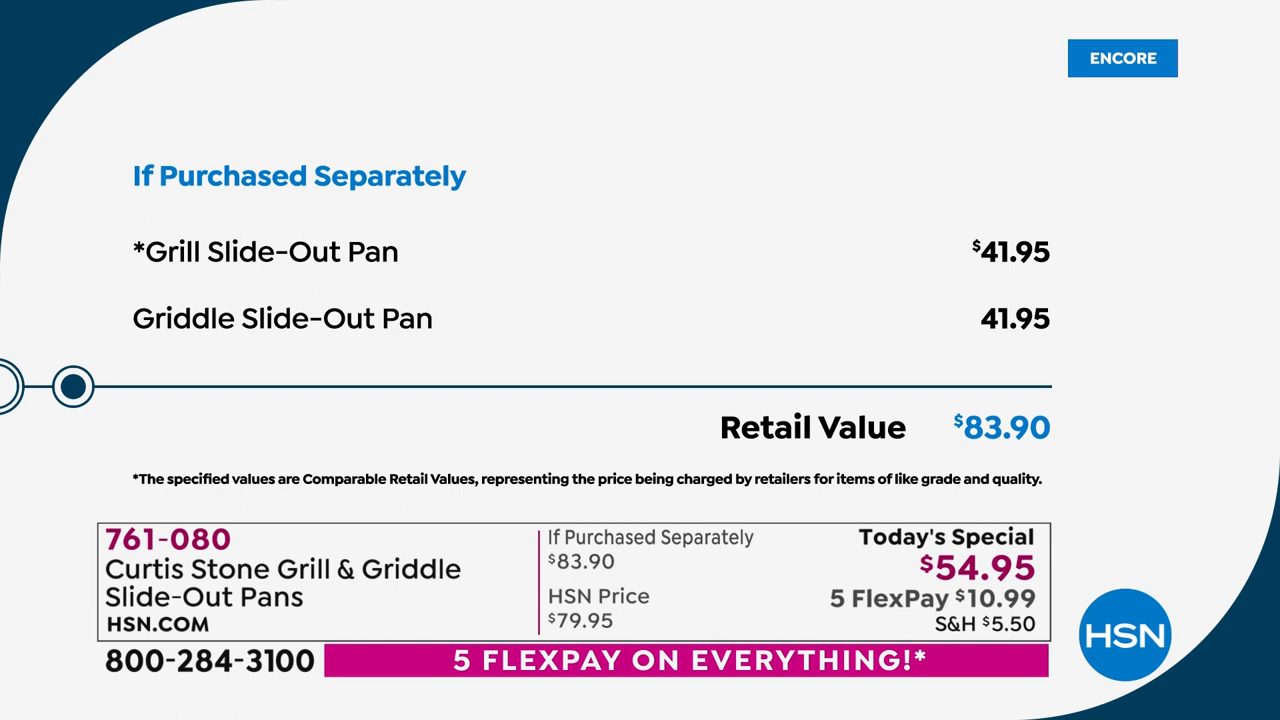 ENCORE
If Purchased Separately
*Grill Slide-Out Pan $41.95
Griddle Slide-Out Pan 41.95
Retail Value $83.90
*The specified values are Comparable Retail Values, representing the price being charged by retailers for items of like grade and quality.
761-080
Curtis Stone Grill & Griddle
Slide-Out Pans
HSN.COM
If Purchased Separately
$83.90
HSN Price
$79.95
Today's Special
$54.95
5 FlexPay $10.99
S&H $5.50
HSN
800-284-3100
5 FLEXPAY ON EVERYTHING!*